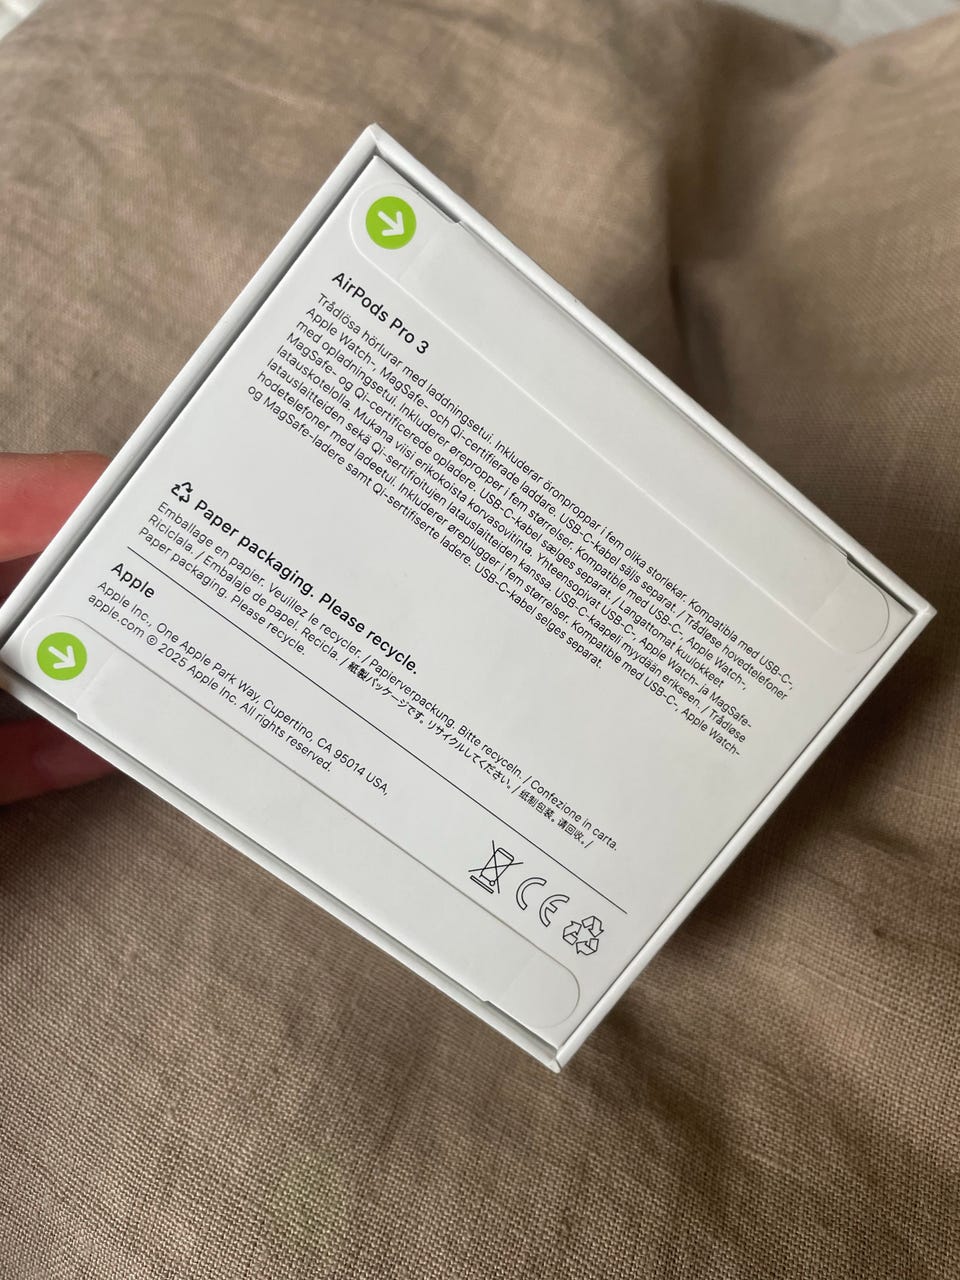 AirPods Pro 3
Trådlösa hörlurar med laddningsetui. Inkluderar öronproppar i fem olika storlekar. Kompatibla med USB-C-,
Apple Watch-, MagSafe- och Qi-certifierade laddare. USB-C-kabel säljs separat. / Trådløse hovedtelefoner
med opladningsetui. Inkluderer ørepropper i fem størrelser. Kompatible med USB-C-, Apple Watch-,
MagSafe- og Qi-certificerede opladere. USB-C-kabel sælges separat. / Langattomat kuulokkeet
latauskotelolla. Mukana viisi erikokoista korvasovitinta. Yhteensopivat USB-C-, Apple Watch- ja MagSafe-
latauslaitteiden sekä Qi-sertifioitujen latauslaitteiden kanssa. USB-C-kaapeli myydään erikseen. / Trådløse
hodetelefoner med ladeetui. Inkluderer øreplugger i fem størrelser. Kompatible med USB-C-, Apple Watch-
og MagSafe-ladere samt Qi-sertifiserte ladere. USB-C-kabel selges separat.
Paper packaging. Please recycle.
Emballage en papier. Veuillez le recycler. / Papierverpackung. Bitte recyceln. / Confezione in carta.
Riciclala. / Embalaje de papel. Recicla. / 紙製パッケージです。リサイクルしてください。/ 纸制包装。请回收。/
Paper packaging. Please recycle.
Apple
Apple Inc., One Apple Park Way, Cupertino, CA 95014 USA,
apple.com © 2025 Apple Inc. All rights reserved.
CE